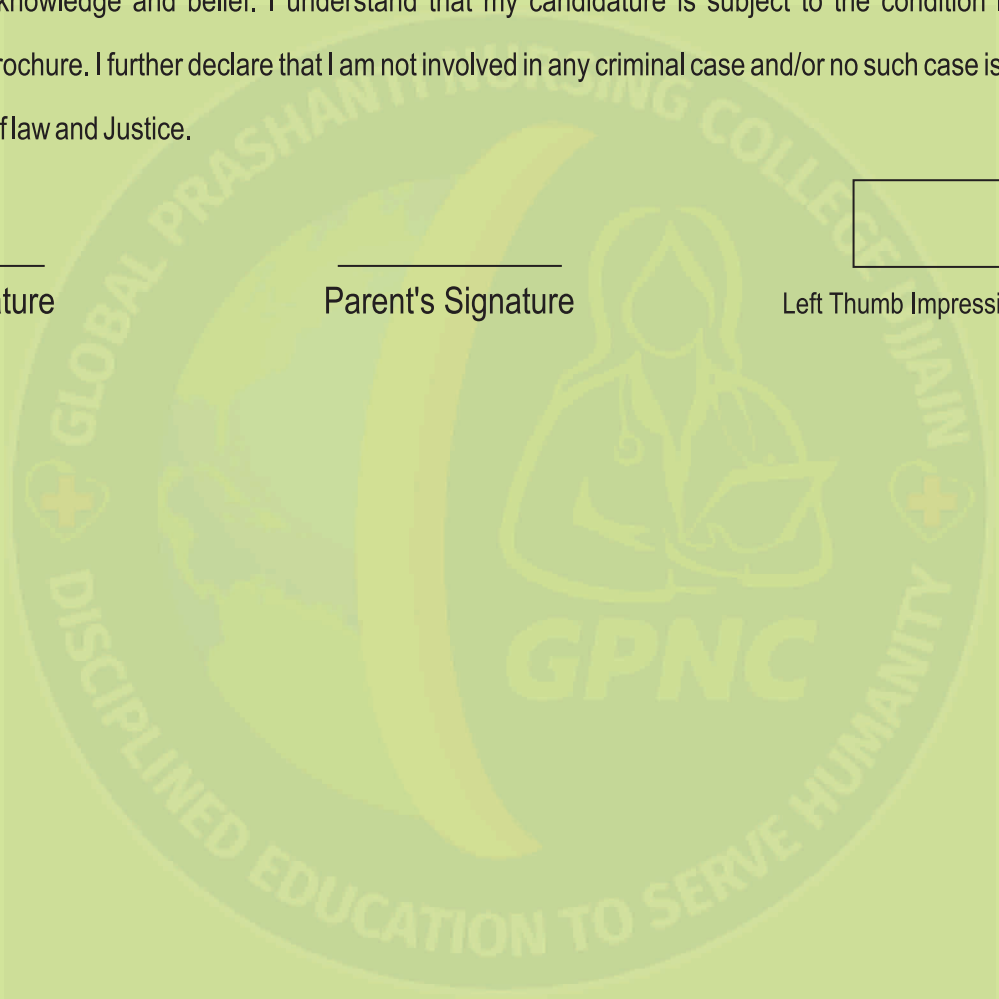 knowledge and belief. I understand that my candidature is subject to the condition
rochure. I further declare that I am not involved in any criminal case and/or no such case is
f law and Justice.
ature
Parent's Signature
Left Thumb Impressi
GLOBAL PRASHANTI NURSING COLLEGE UJJAIN
GPNC
DISCIPLINED EDUCATION TO SERVE HUMANITY